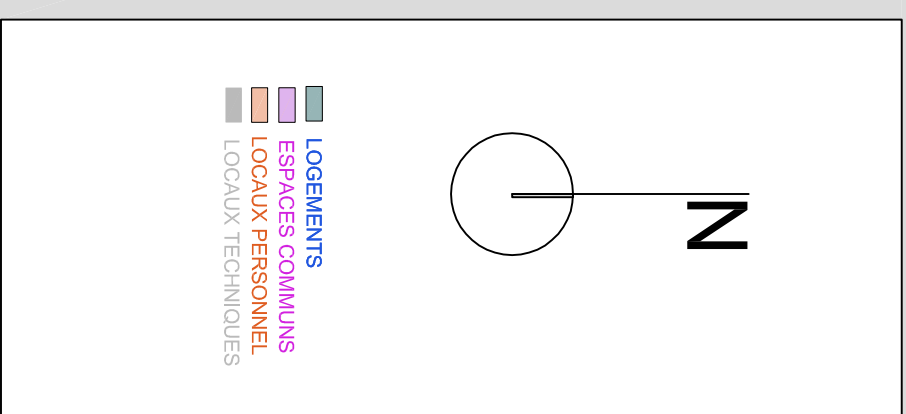 N
LOGEMENTS
ESPACES COMMUNS
LOCAUX PERSONNEL
LOCAUX TECHNIQUES